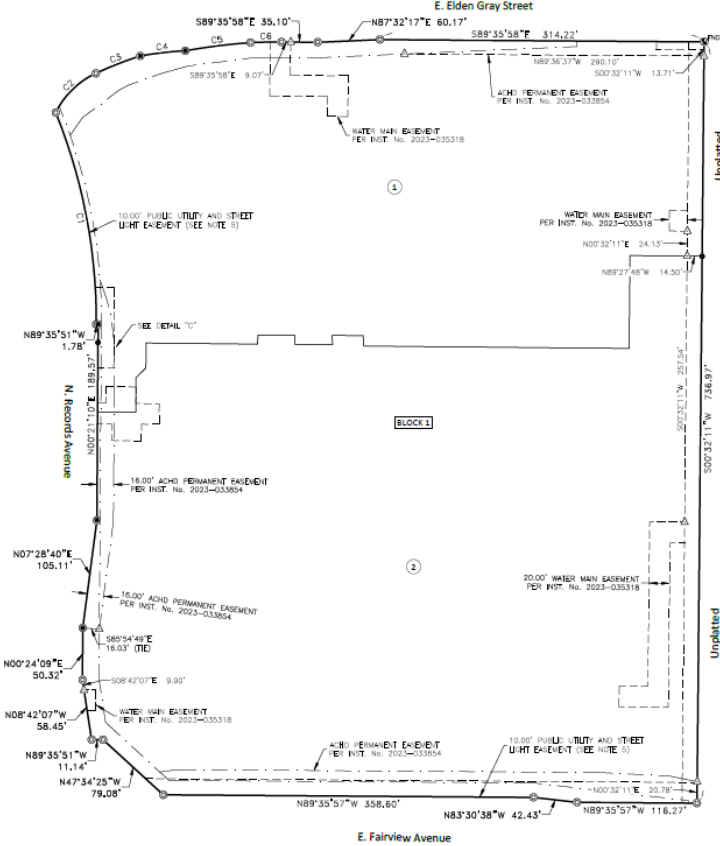 E. Elden Gray Street
S89°35'58"E 35.10'
N87°32'17"E 60.17'
S89°35'58"E 314.22'
C6
C5
C4
C3
C2
FND
S89°35'58"E 9.07'
N89°36'37"W 290.10'
S00°32'11"W 13.71'
ACHD PERMANENT EASEMENT
PER INST. No. 2023-033854
WATER MAIN EASEMENT
PER INST. No. 2023-035318
Unplatted
1
C1
10.00' PUBLIC UTILITY AND STREET
LIGHT EASEMENT (SEE NOTE 5)
WATER MAIN EASEMENT
PER INST. No. 2023-035318
N00°32'11"E 24.13'
N89°27'48"W 14.50'
SEE DETAIL "C"
N89°35'51"W
1.78'
N. Records Avenue
N00°21'10"E 189.57'
S00°32'11"W 257.54'
S00°32'11"W 736.97'
BLOCK 1
16.00' ACHD PERMANENT EASEMENT
PER INST. No. 2023-033854
2
N07°28'40"E
105.11'
20.00' WATER MAIN EASEMENT
PER INST. No. 2023-035318
16.00' ACHD PERMANENT EASEMENT
PER INST. No. 2023-033854
Unplatted
S85°54'49"E
16.03' (TIE)
N00°24'09"E
50.32'
S08°42'07"E 9.90'
N08°42'07"W
58.45'
WATER MAIN EASEMENT
PER INST. No. 2023-035318
N89°35'51"W
11.14'
ACHD PERMANENT EASEMENT
PER INST. No. 2023-033854
10.00' PUBLIC UTILITY AND STREET
LIGHT EASEMENT (SEE NOTE 5)
N47°34'25"W
79.08'
N00°32'11"E 20.78'
N89°35'57"W 358.60'
N83°30'38"W 42.43'
N89°35'57"W 116.27'
E. Fairview Avenue